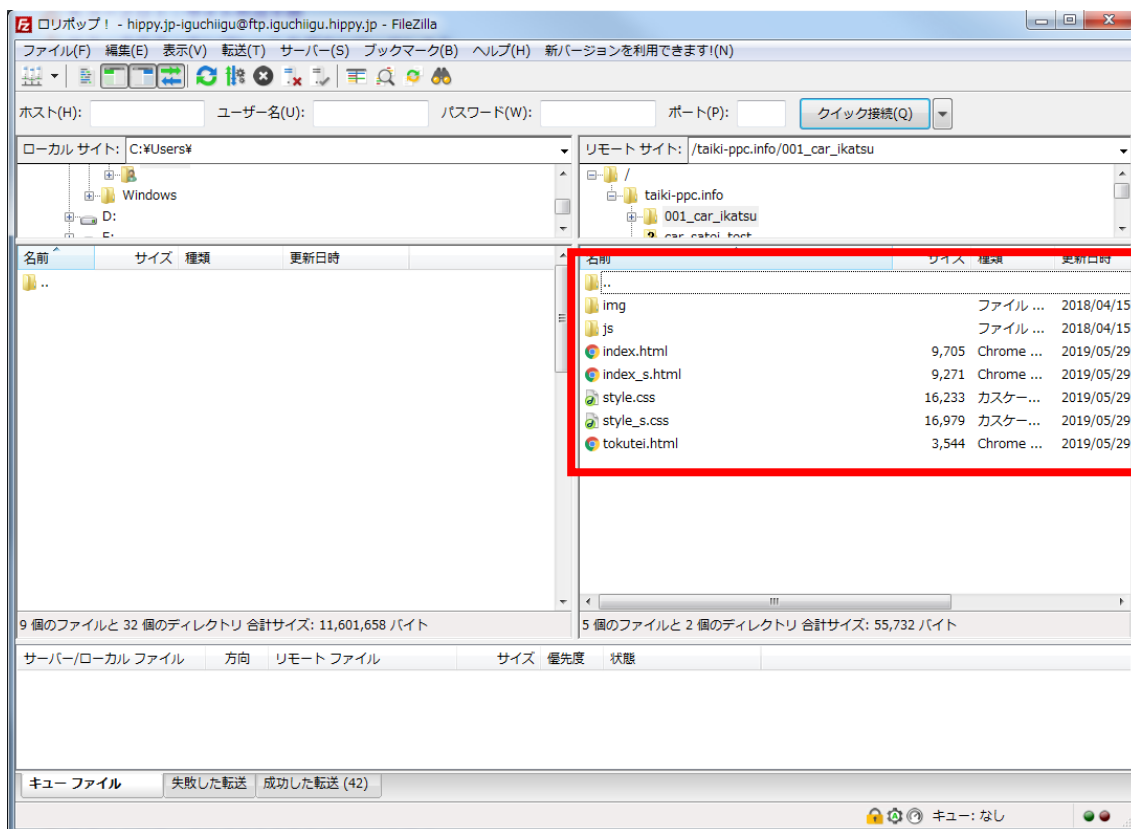 ロリポップ！ - hippy.jp-iguchiigu@ftp.iguchiigu.hippy.jp - FileZilla
ファイル(F) 編集(E) 表示(V) 転送(T) サーバー(S) ブックマーク(B) ヘルプ(H) 新バージョンを利用できます!(N)
ホスト(H): ユーザー名(U): パスワード(W): ポート(P): クイック接続(Q)
ローカル サイト: C:¥Users¥
Windows
D:
リモート サイト: /taiki-ppc.info/001_car_ikatsu
/
taiki-ppc.info
001_car_ikatsu
car_satei_test
名前 サイズ 種類 更新日時
..
名前 サイズ 種類 更新日時
..
img ファイル ... 2018/04/15
js ファイル ... 2018/04/15
index.html 9,705 Chrome ... 2019/05/29
index_s.html 9,271 Chrome ... 2019/05/29
style.css 16,233 カスケー... 2019/05/29
style_s.css 16,979 カスケー... 2019/05/29
tokutei.html 3,544 Chrome ... 2019/05/29
9 個のファイルと 32 個のディレクトリ 合計サイズ: 11,601,658 バイト
5 個のファイルと 2 個のディレクトリ 合計サイズ: 55,732 バイト
サーバー/ローカル ファイル 方向 リモート ファイル サイズ 優先度 状態
キュー ファイル 失敗した転送 成功した転送 (42)
キュー: なし